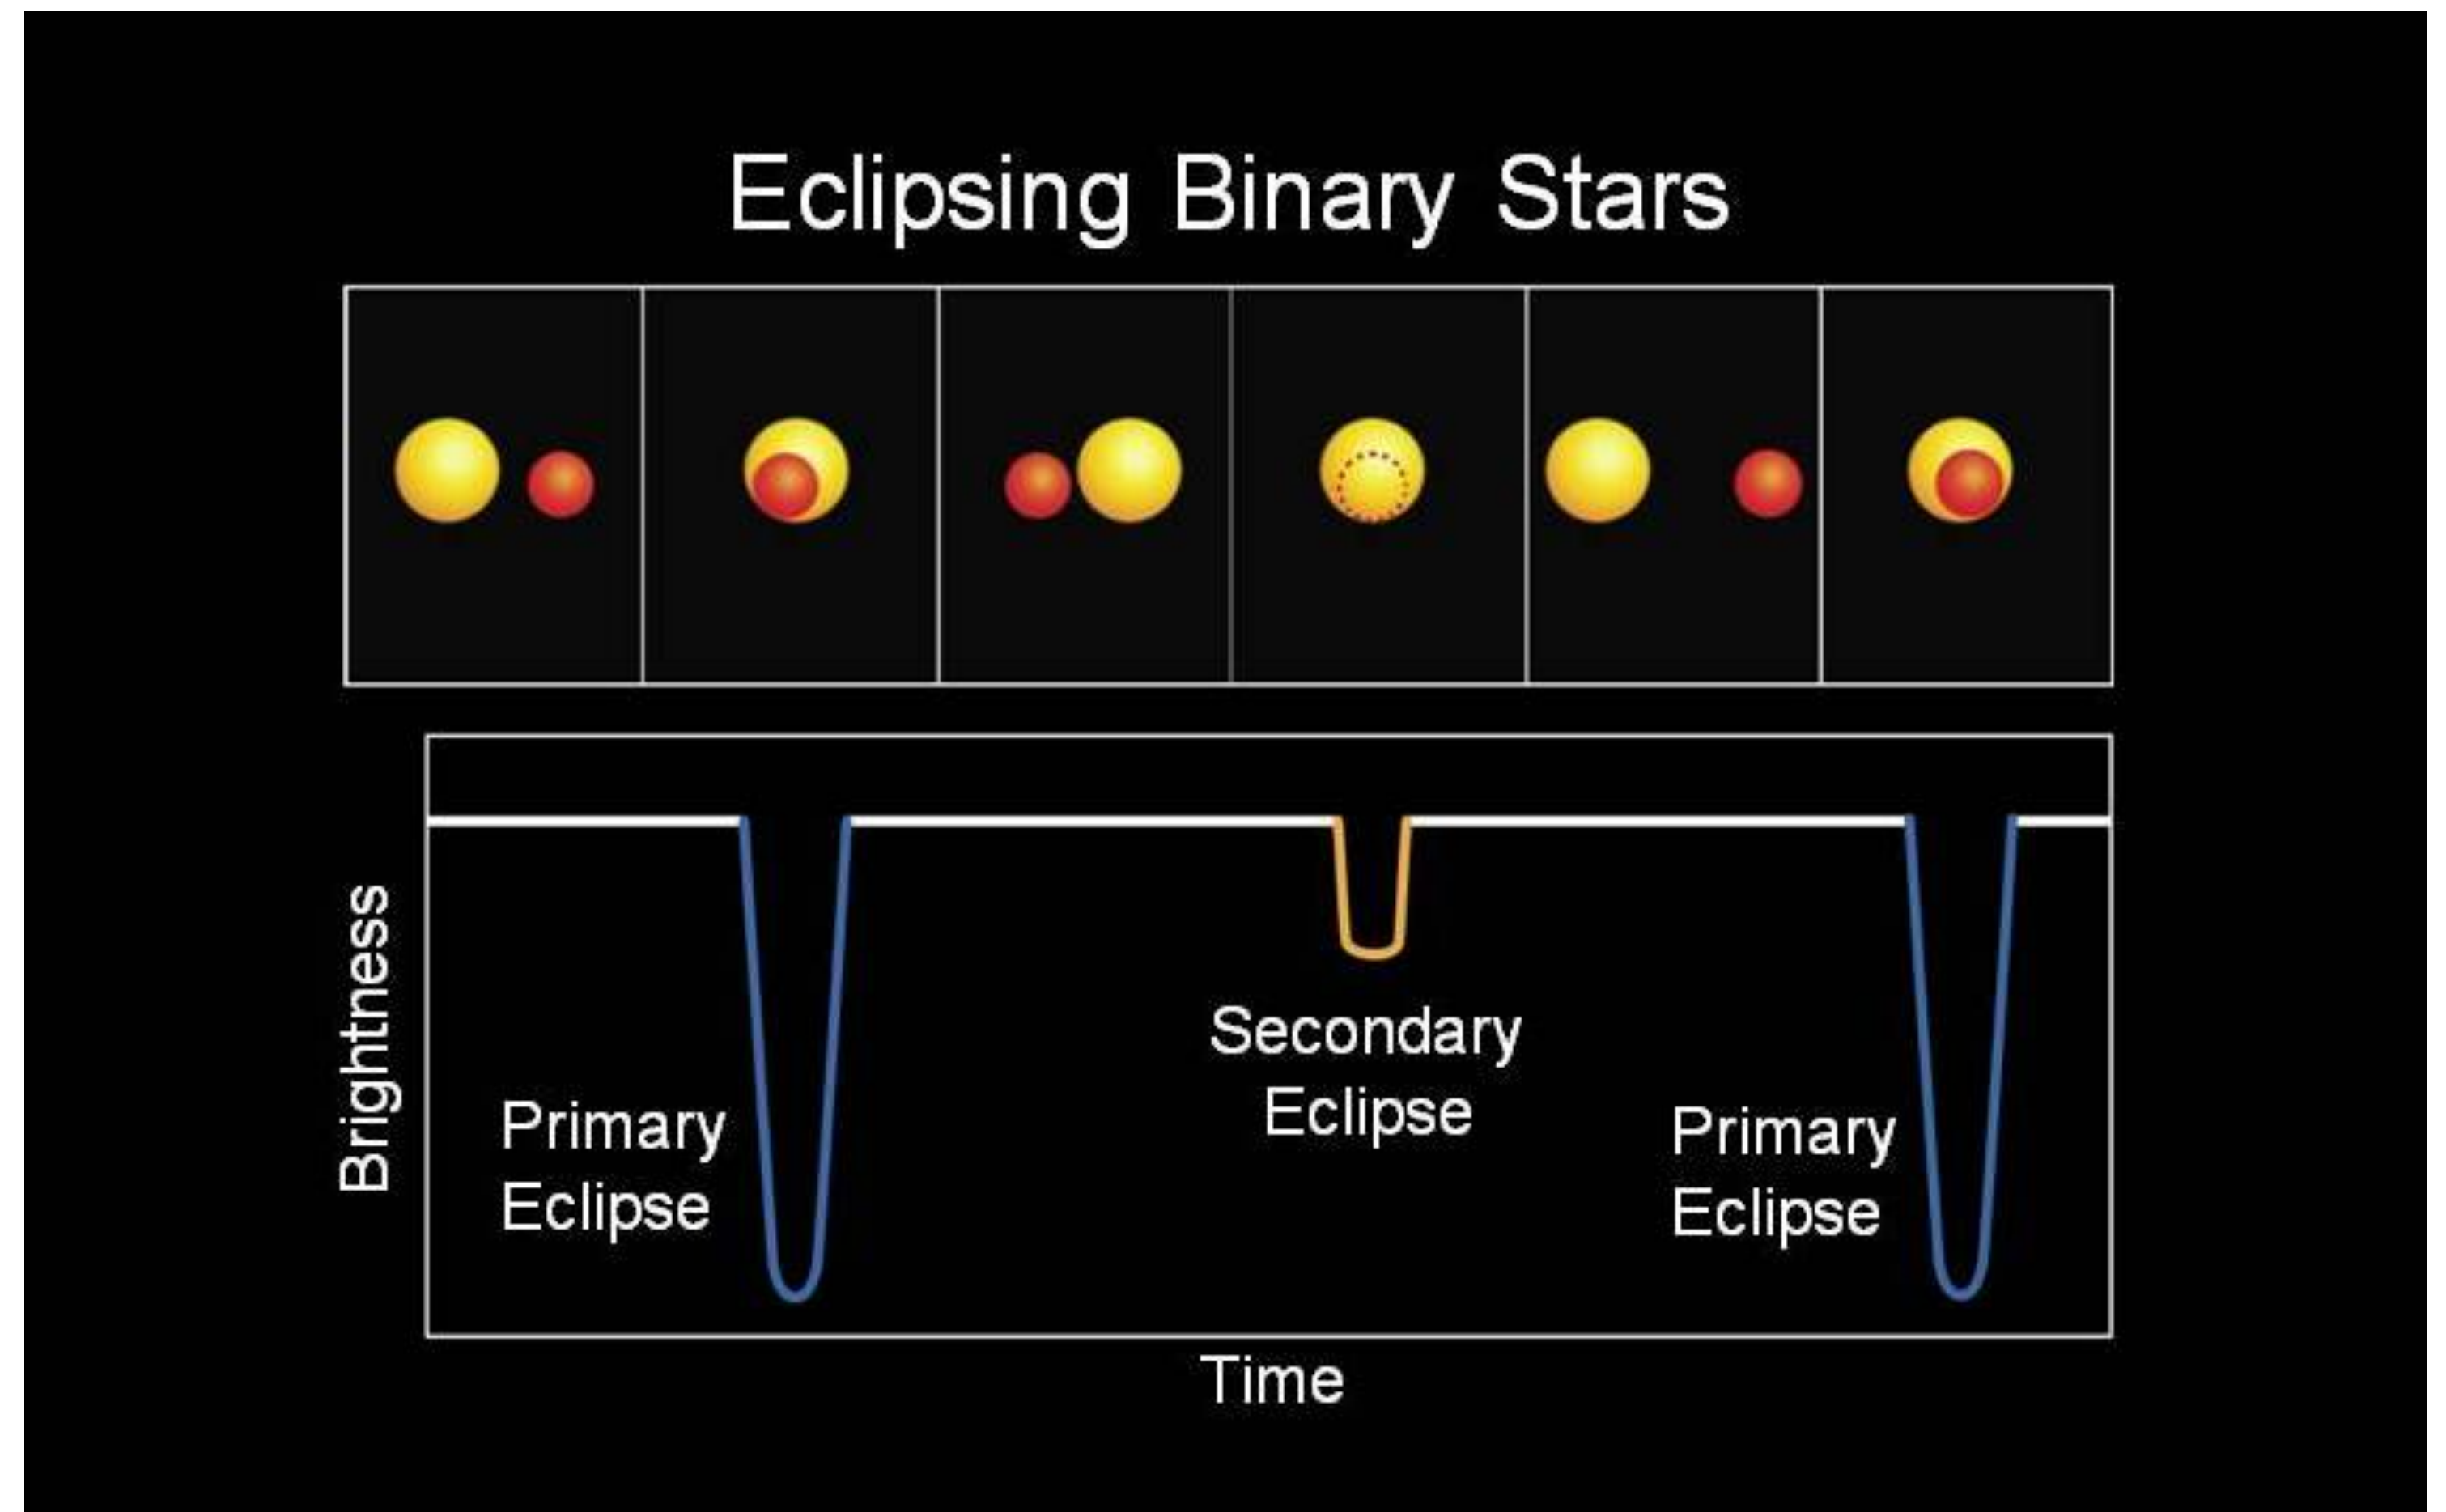 Eclipsing Binary Stars
Brightness
Primary
Eclipse
Secondary
Eclipse
Primary
Eclipse
Time